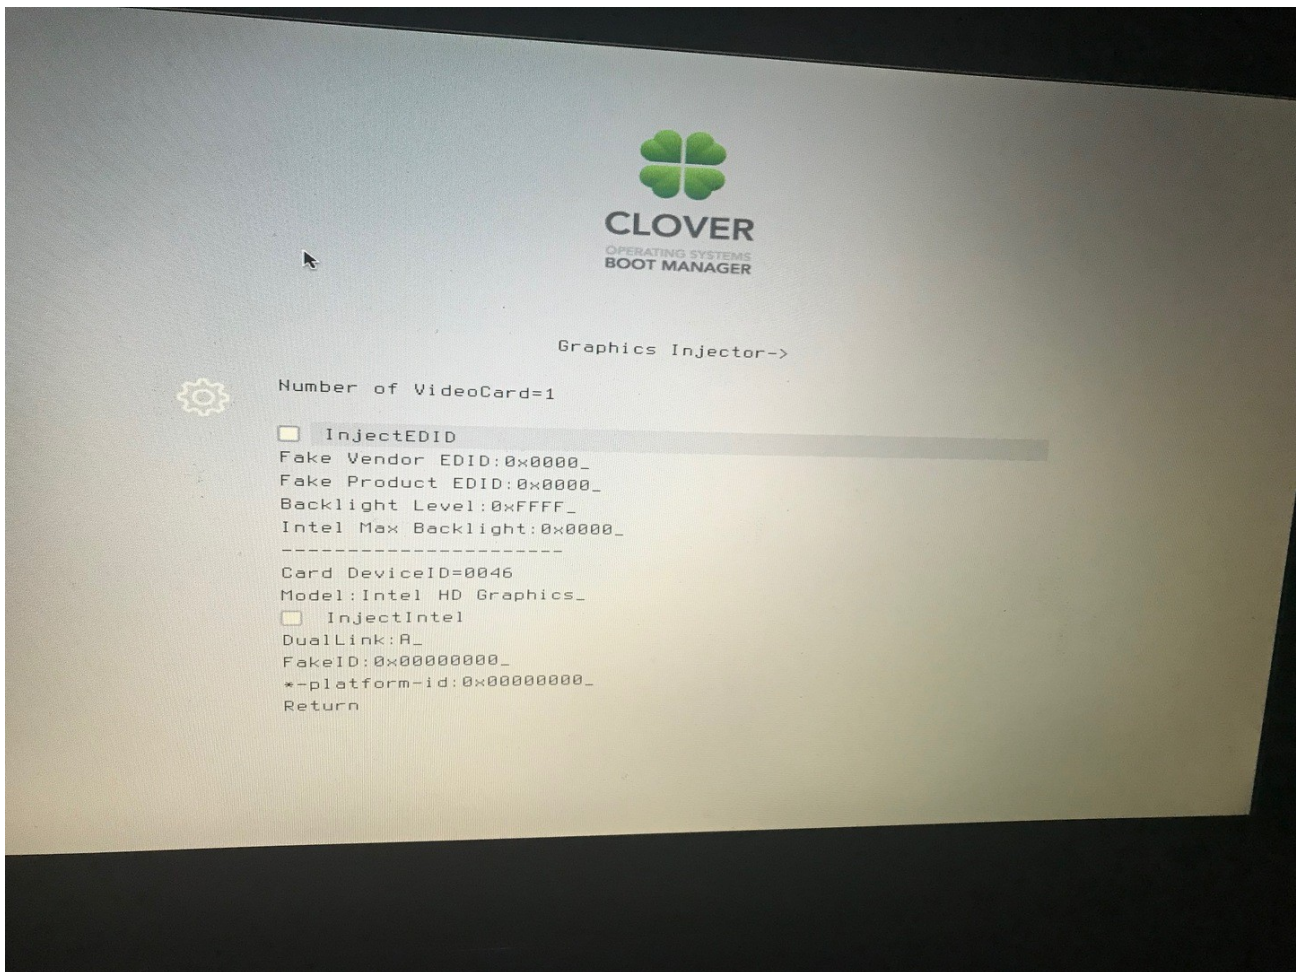 CLOVER
OPERATING SYSTEMS
BOOT MANAGER
Graphics Injector->
Number of VideoCard=1
InjectEDID
Fake Vendor EDID:0x0000_
Fake Product EDID:0x0000_
Backlight Level:0xFFFF_
Intel Max Backlight:0x0000_
---------------------
Card DeviceID=0046
Model:Intel HD Graphics_
InjectIntel
DualLink:A_
FakeID:0x00000000_
*-platform-id:0x00000000_
Return